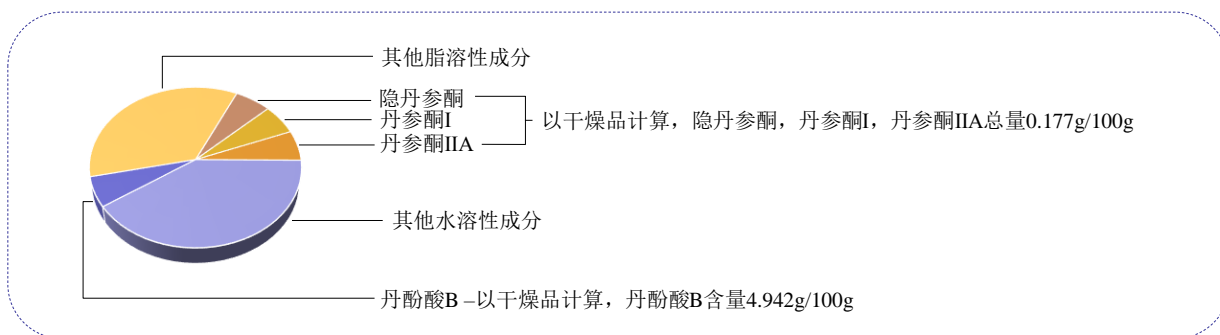 其他脂溶性成分
隐丹参酮
丹参酮I
丹参酮IIA
以干燥品计算，隐丹参酮，丹参酮I，丹参酮IIA总量0.177g/100g
其他水溶性成分
丹酚酸B –以干燥品计算，丹酚酸B含量4.942g/100g